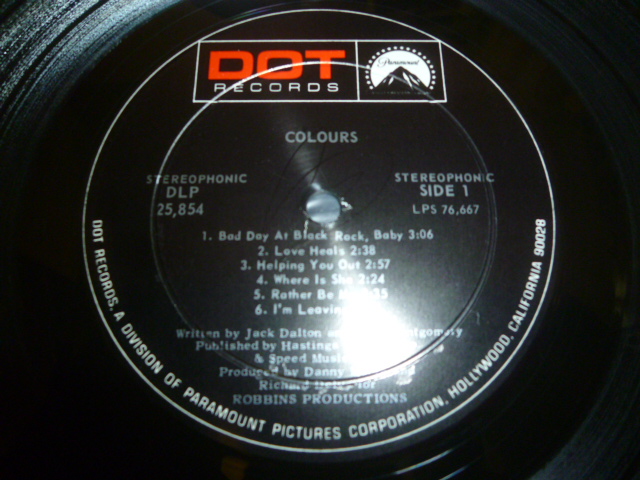 DOT
RECORDS
Paramount
COLOURS
STEREOPHONIC
DLP
25,854
STEREOPHONIC
SIDE 1
LPS 76,667
1. Bad Day At Black Rock, Baby 3:06
2. Love Heals 2:38
3. Helping You Out 2:57
4. Where Is She 2:24
5. Rather Be
6. I'm Leaving
Written by Jack Dalton
Published by Hastings
& Speed Music
Produced by Danny
Richard
ROBBINS PRODUCTIONS
DOT RECORDS, A DIVISION OF PARAMOUNT PICTURES CORPORATION, HOLLYWOOD, CALIFORNIA 90028